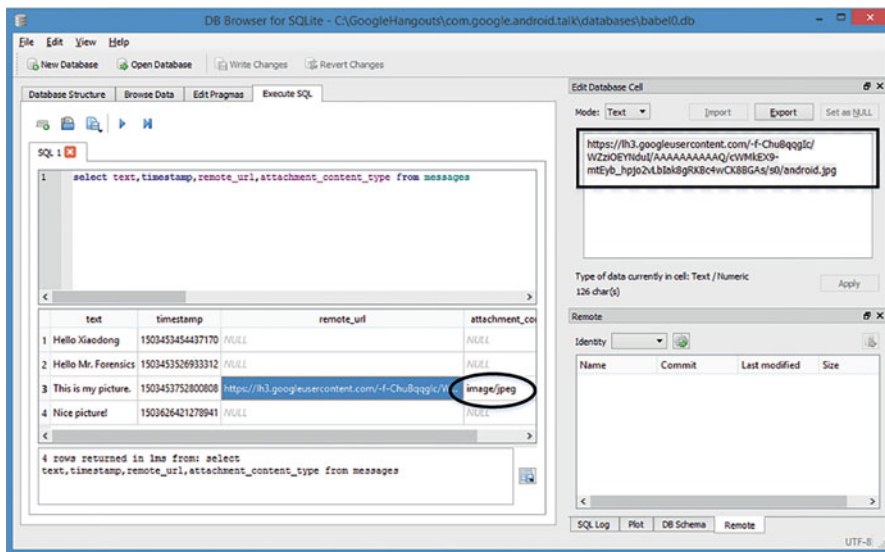 DB Browser for SQLite - C:\GoogleHangouts\com.google.android.talk\databases\babel0.db
File Edit View Help
New Database Open Database Write Changes Revert Changes
Database Structure Browse Data Edit Pragmas Execute SQL
SQL 1
1 select text,timestamp,remote_url,attachment_content_type from messages
text timestamp remote_url attachment_coi
1 Hello Xiaodong 1503453454437170 NULL NULL
2 Hello Mr. Forensics 1503453526933312 NULL NULL
3 This is my picture. 1503453752800808 https://lh3.googleusercontent.com/-f-ChuBqqgIc/W... image/jpeg
4 Nice picture! 1503626421278941 NULL NULL
4 rows returned in 1ms from: select
text,timestamp,remote_url,attachment_content_type from messages
Edit Database Cell
Mode: Text Import Export Set as NULL
https://lh3.googleusercontent.com/-f-ChuBqqgIc/
WZziOEYNduI/AAAAAAAAAAQ/cWMkEX9-
mtEyb_hpjo2vLbIak8gRKBc4wCK8BGAs/s0/android.jpg
Type of data currently in cell: Text / Numeric
126 char(s)
Apply
Remote
Identity
Name Commit Last modified Size
SQL Log Plot DB Schema Remote
UTF-8